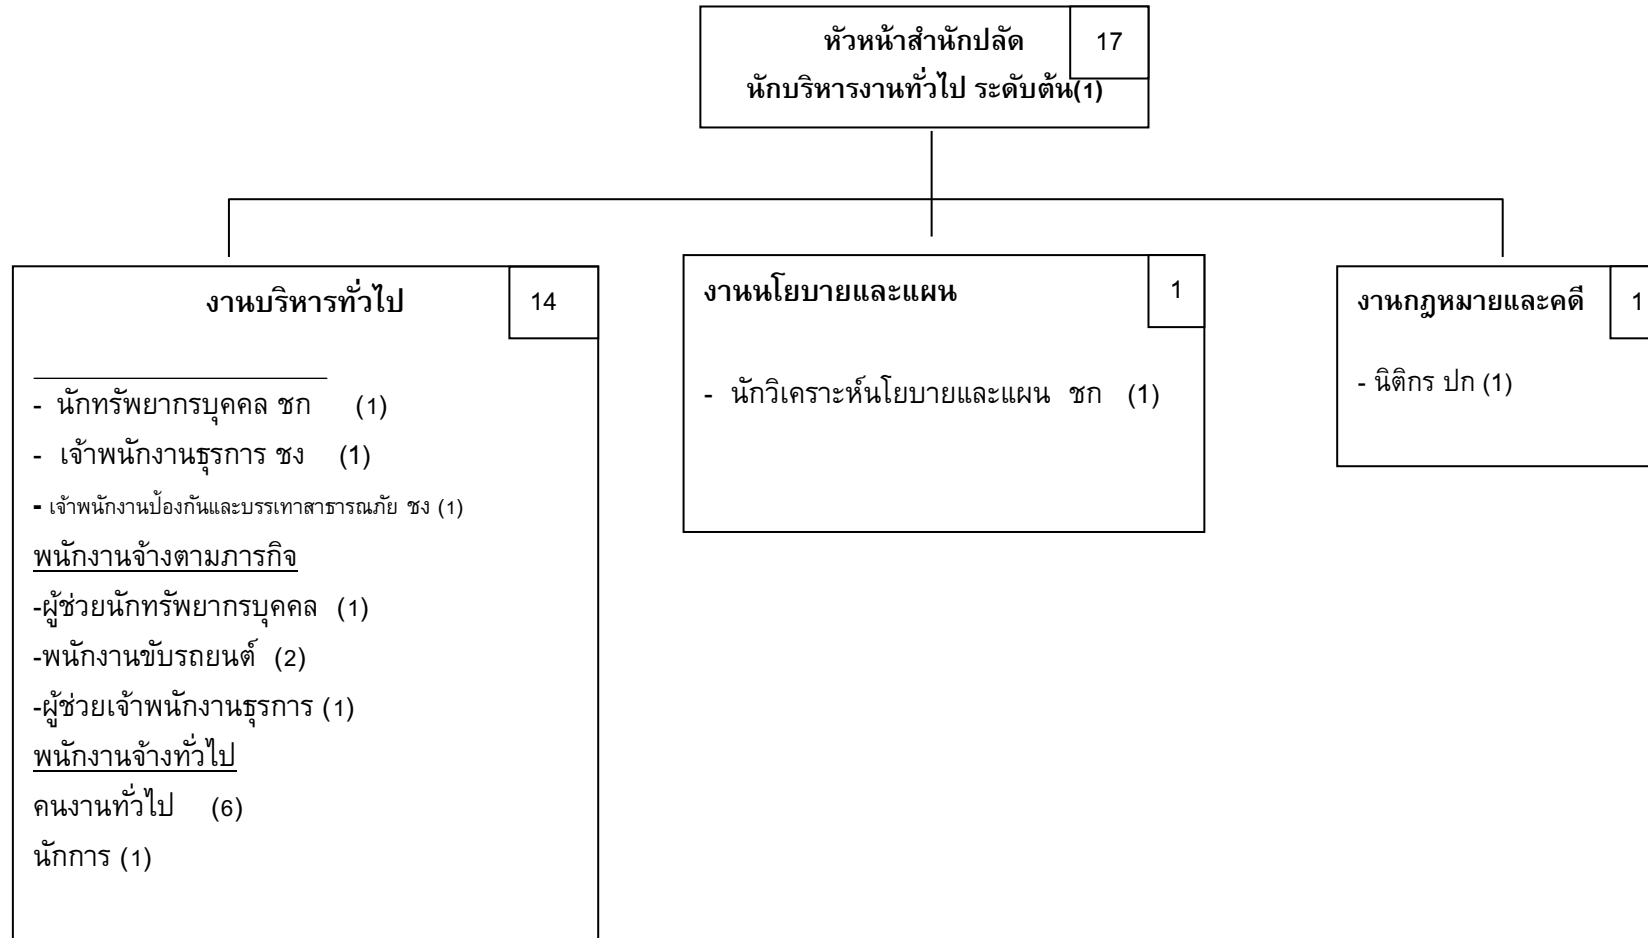 หัวหน้าสำนักปลัด 17
นักบริหารงานทั่วไป ระดับต้น(1)
งานบริหารทั่วไป 14
- นักทรัพยากรบุคคล ชก (1)
- เจ้าพนักงานธุรการ ชง (1)
- เจ้าพนักงานป้องกันและบรรเทาสาธารณภัย ชง (1)
พนักงานจ้างตามภารกิจ
-ผู้ช่วยนักทรัพยากรบุคคล (1)
-พนักงานขับรถยนต์ (2)
-ผู้ช่วยเจ้าพนักงานธุรการ (1)
พนักงานจ้างทั่วไป
คนงานทั่วไป (6)
นักการ (1)
งานนโยบายและแผน 1
- นักวิเคราะห์นโยบายและแผน ชก (1)
งานกฎหมายและคดี 1
- นิติกร ปก (1)